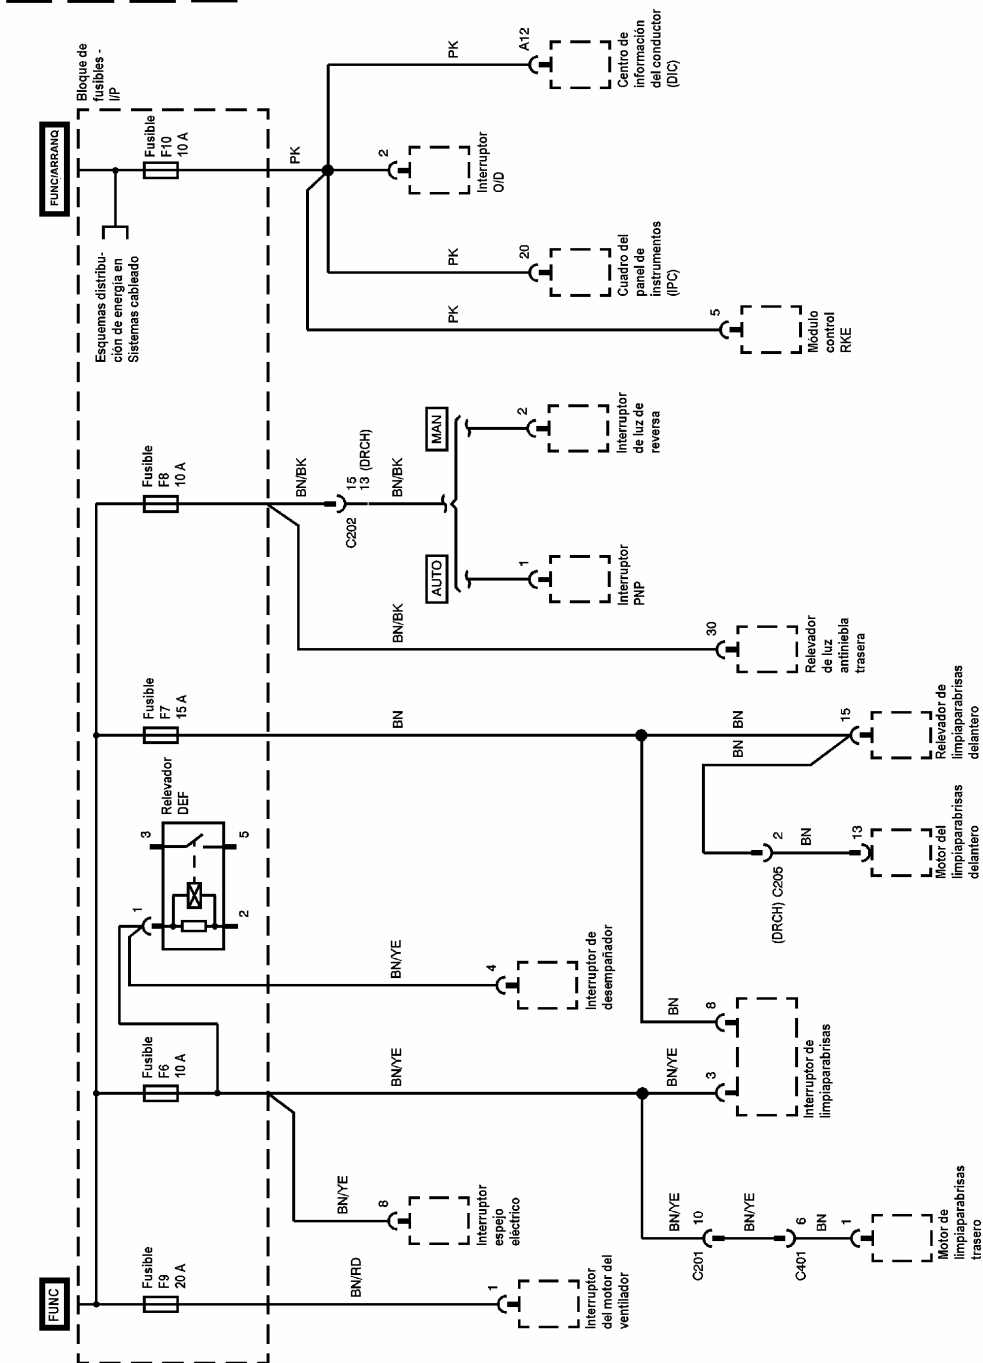 FUNC
Fusible
F9
20 A
BN/RD
1
Interruptor
del motor del
ventilador
BN/YE
8
Interruptor
espejo
eléctrico
Fusible
F6
10 A
BN/YE
BN/YE
3
BN
8
Interruptor de
limpiaparabrisas
BN/YE
10
C201
BN/YE
6
C401
BN
1
Motor de
limpiaparabrisas
trasero
Relevador
DEF
1
2
3
5
BN/YE
4
Interruptor de
desempañador
Fusible
F7
15 A
BN
BN
BN
15
Relevador de
limpiaparabrisas
delantero
2
(DRCH) C205
BN
13
Motor del
limpiaparabrisas
delantero
Fusible
F8
10 A
BN/BK
15
13 (DRCH)
C202
BN/BK
AUTO
MAN
1
Interruptor
PNP
2
Interruptor
de luz de
reversa
BN/BK
30
Relevador
de luz
antiniebla
trasera
FUNC/ARRANQ
Bloque de
fusibles -
I/P
Esquemas distribu-
ción de energía en
Sistemas cableado
Fusible
F10
10 A
PK
PK
A12
Centro de
información
del conductor
(DIC)
2
Interruptor
O/D
PK
20
Cuadro del
panel de
instrumentos
(IPC)
PK
5
Módulo
control
RKE